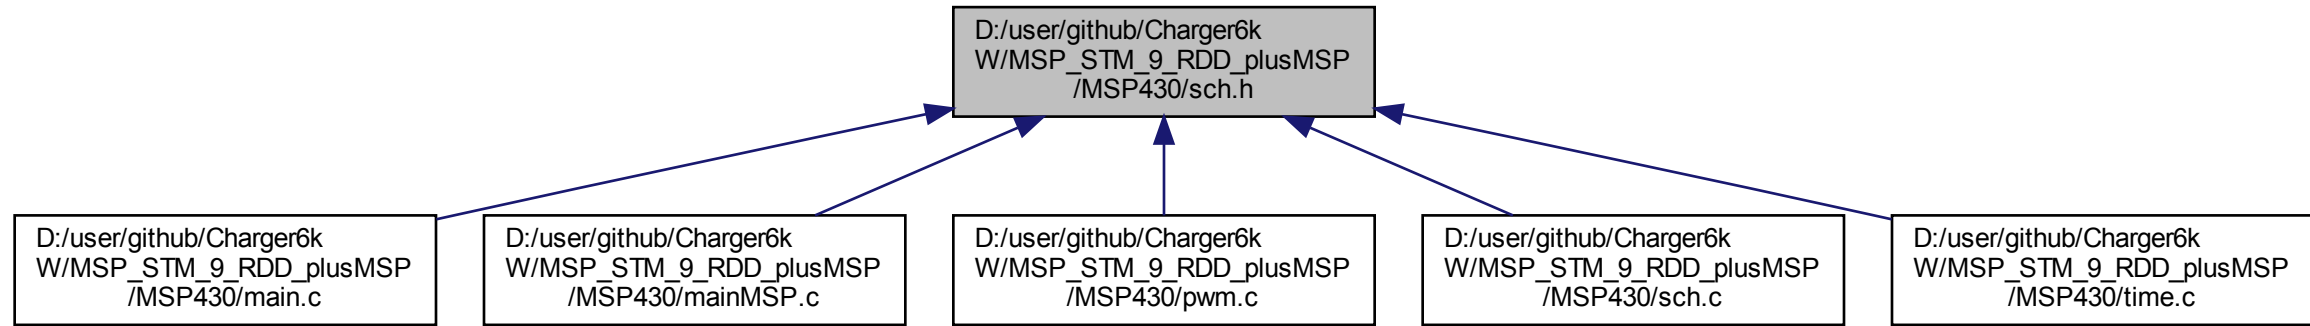 D:/user/github/Charger6k
W/MSP_STM_9_RDD_plusMSP
/MSP430/sch.h
D:/user/github/Charger6k
W/MSP_STM_9_RDD_plusMSP
/MSP430/main.c
D:/user/github/Charger6k
W/MSP_STM_9_RDD_plusMSP
/MSP430/mainMSP.c
D:/user/github/Charger6k
W/MSP_STM_9_RDD_plusMSP
/MSP430/pwm.c
D:/user/github/Charger6k
W/MSP_STM_9_RDD_plusMSP
/MSP430/sch.c
D:/user/github/Charger6k
W/MSP_STM_9_RDD_plusMSP
/MSP430/time.c